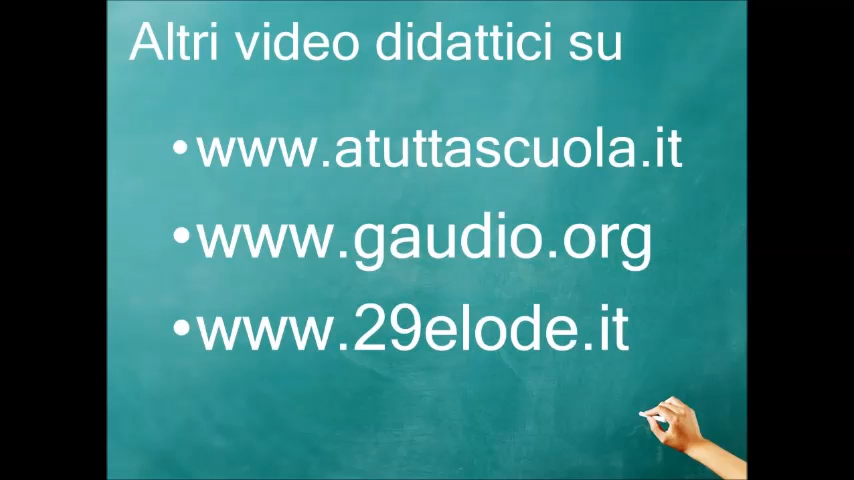 Altri video didattici su
•www.atuttascuola.it
•www.gaudio.org
•www.29elode.it